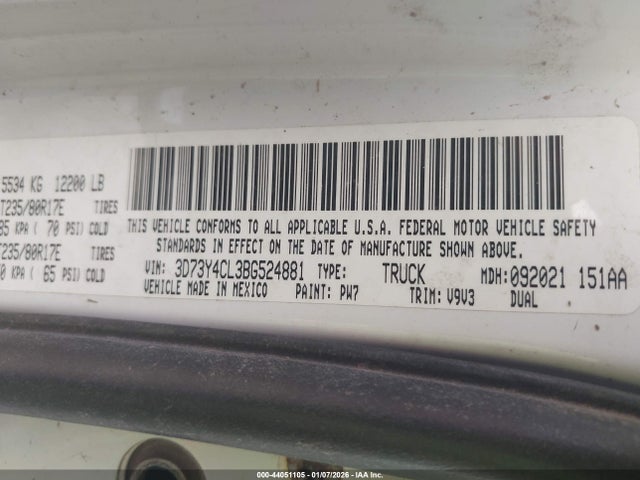 5534 KG 12200 LB
T235/80R17E TIRES
85 KPA ( 70 PSI) COLD
T235/80R17E TIRES
0 KPA ( 65 PSI) COLD
THIS VEHICLE CONFORMS TO ALL APPLICABLE U.S.A. FEDERAL MOTOR VEHICLE SAFETY
STANDARDS IN EFFECT ON THE DATE OF MANUFACTURE SHOWN ABOVE.
VIN: 3D73Y4CL3BG524881 TYPE: TRUCK MDH: 092021 151AA
VEHICLE MADE IN MEXICO PAINT: PW7 TRIM: V9V3 DUAL
000-44051105 - 01/07/2026 - © IAA Inc.